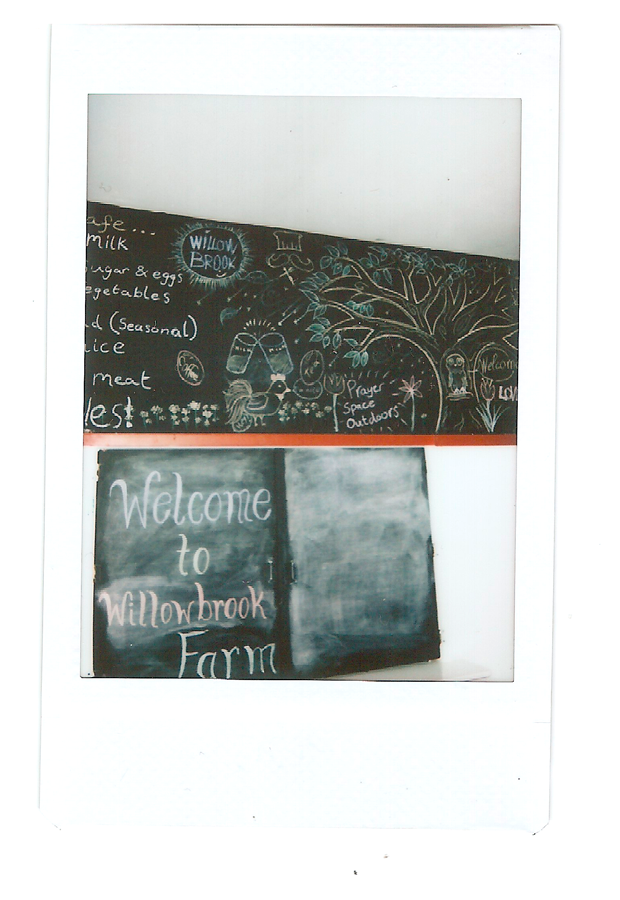 afe...
milk
ugar & eggs
egetables
d (Seasonal)
ice
meat
les!
WILLOW
BROOK
Prayer
Space
Outdoors
Welcome
LOV
Welcome
to
Willowbrook
Farm